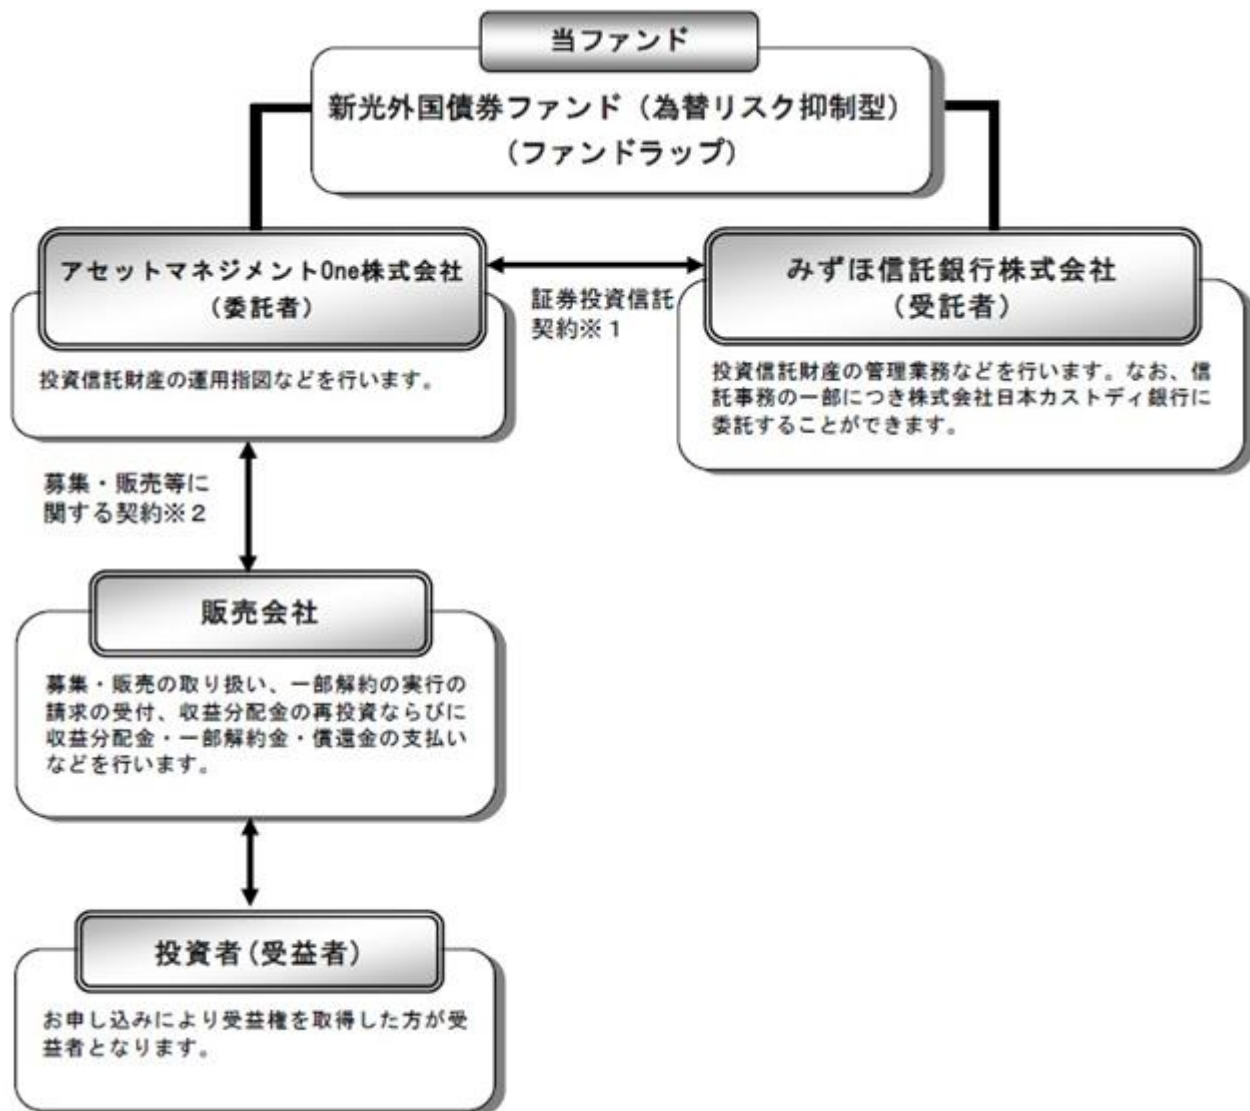 当ファンド
新光外国債券ファンド（為替リスク抑制型）
（ファンドラップ）
アセットマネジメントOne株式会社
（委託者）
投資信託財産の運用指図などを行います。
証券投資信託
契約※１
みずほ信託銀行株式会社
（受託者）
投資信託財産の管理業務などを行います。なお、信
託事務の一部につき株式会社日本カストディ銀行に
委託することができます。
募集・販売等に
関する契約※２
販売会社
募集・販売の取り扱い、一部解約の実行の
請求の受付、収益分配金の再投資ならびに
収益分配金・一部解約金・償還金の支払い
などを行います。
投資者（受益者）
お申し込みにより受益権を取得した方が受
益者となります。